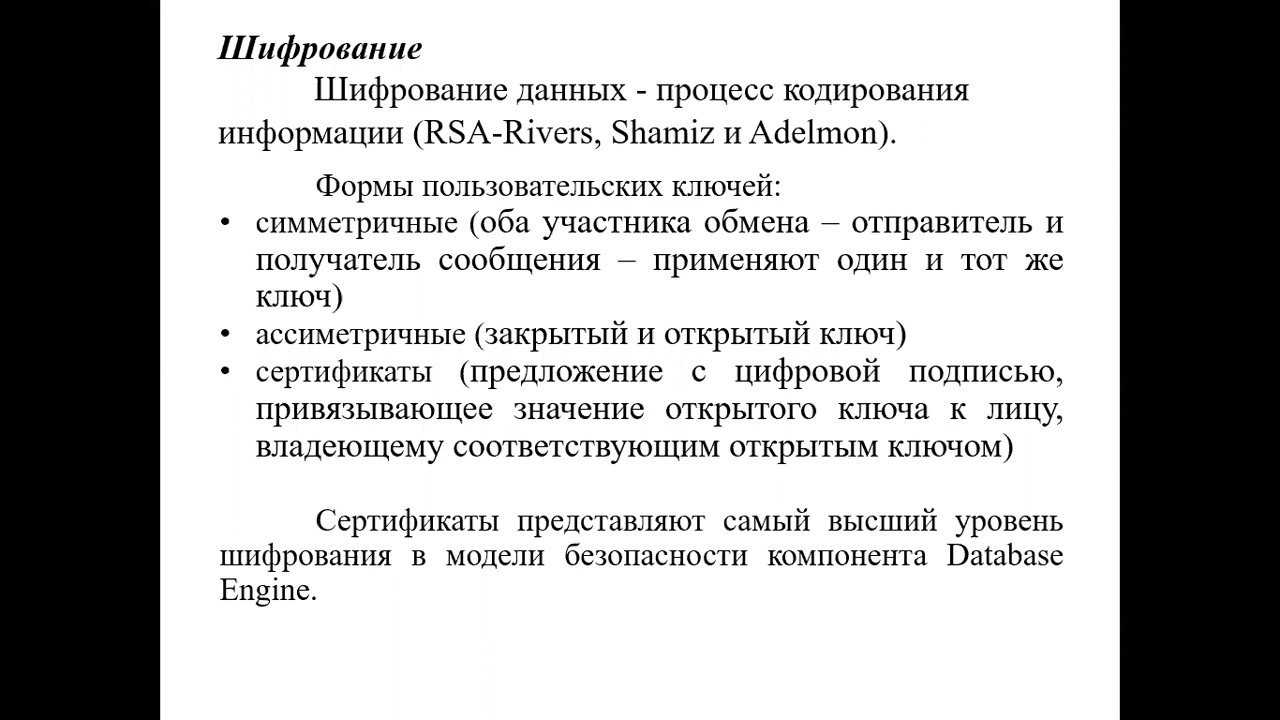 Шифрование
Шифрование данных - процесс кодирования
информации (RSA-Rivers, Shamiz и Adelmon).
Формы пользовательских ключей:
• симметричные (оба участника обмена – отправитель и
получатель сообщения – применяют один и тот же
ключ)
• ассиметричные (закрытый и открытый ключ)
• сертификаты (предложение с цифровой подписью,
привязывающее значение открытого ключа к лицу,
владеющему соответствующим открытым ключом)
Сертификаты представляют самый высший уровень
шифрования в модели безопасности компонента Database
Engine.